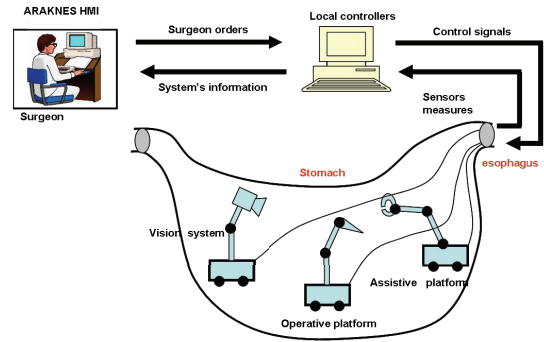 ARAKNES HMI
Surgeon
Surgeon orders
System's information
Local controllers
Control signals
Sensors
measures
esophagus
Stomach
Vision system
Operative platform
Assistive platform